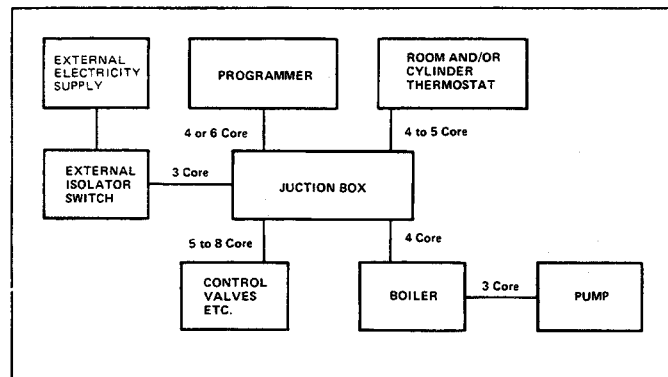 EXTERNAL
ELECTRICITY
SUPPLY
PROGRAMMER
ROOM AND/OR
CYLINDER
THERMOSTAT
4 or 6 Core
4 to 5 Core
EXTERNAL
ISOLATOR
SWITCH
3 Core
JUCTION BOX
5 to 8 Core
4 Core
CONTROL
VALVES
ETC.
BOILER
3 Core
PUMP